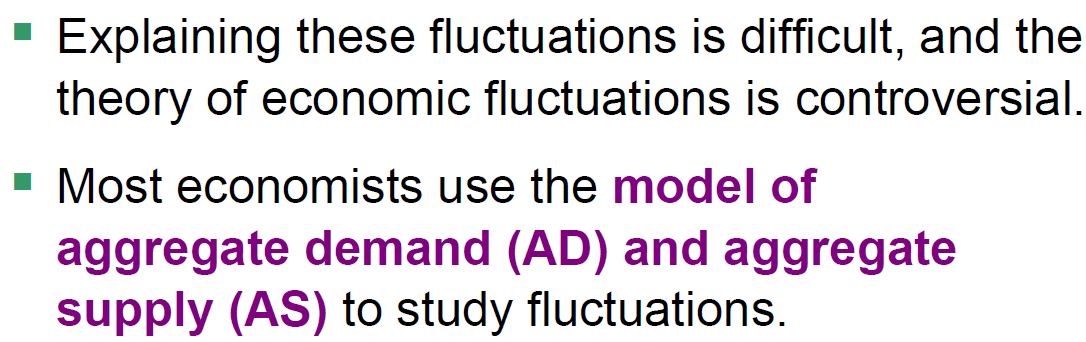 Explaining these fluctuations is difficult, and the
theory of economic fluctuations is controversial.
Most economists use the model of
aggregate demand (AD) and aggregate
supply (AS) to study fluctuations.